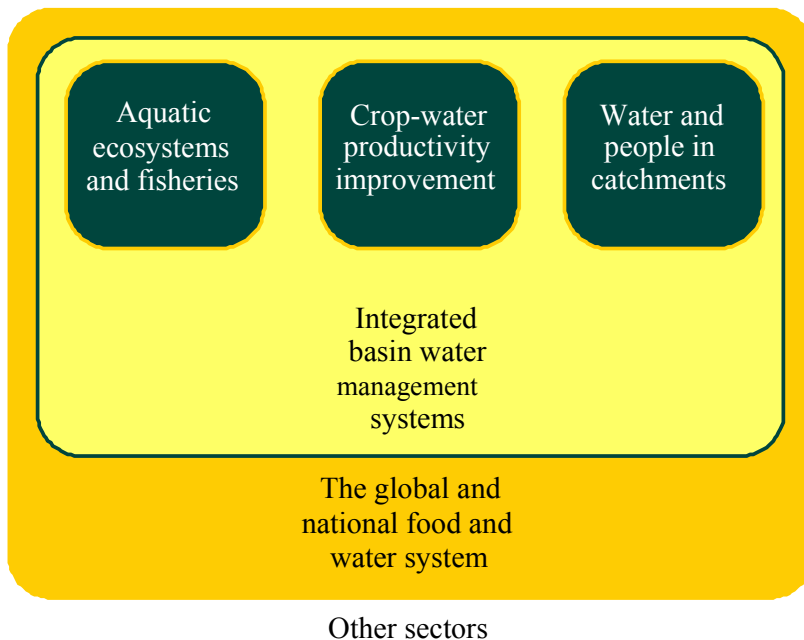 Aquatic
ecosystems
and fisheries
Crop-water
productivity
improvement
Water and
people in
catchments
Integrated
basin water
management
systems
The global and
national food and
water system
Other sectors